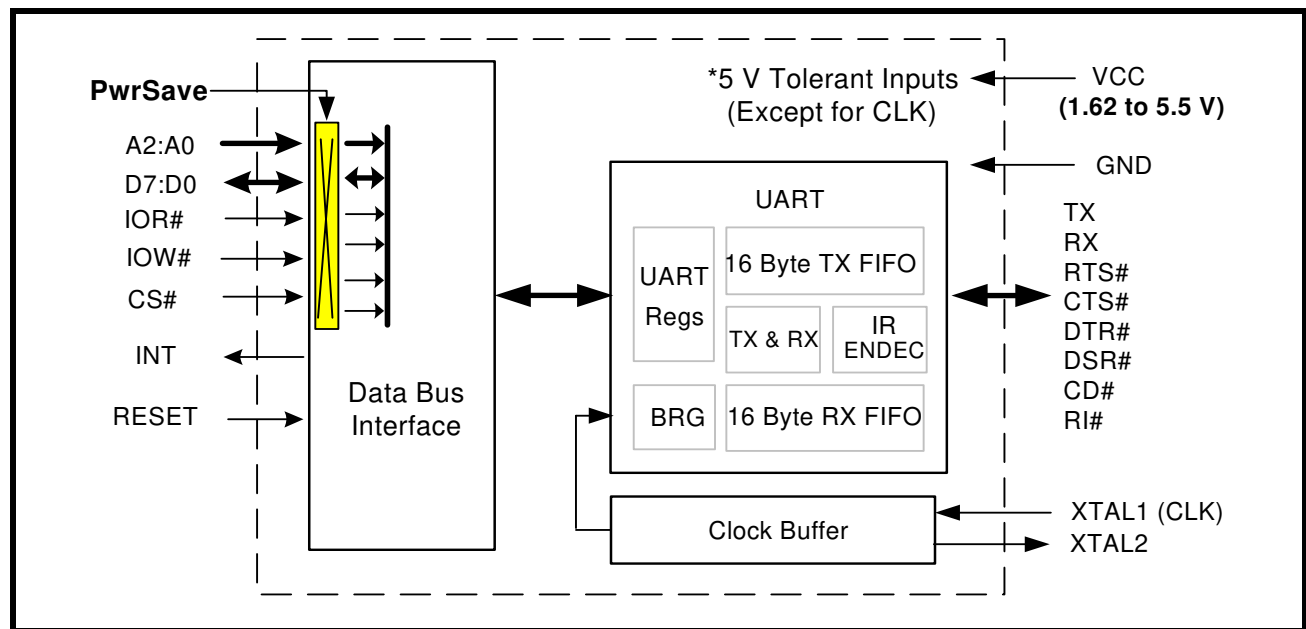 PwrSave
A2:A0
D7:D0
IOR#
IOW#
CS#
INT
RESET
Data Bus
Interface
*5 V Tolerant Inputs
(Except for CLK)
UART
UART
Regs
16 Byte TX FIFO
TX & RX
IR
ENDEC
BRG
16 Byte RX FIFO
Clock Buffer
VCC
(1.62 to 5.5 V)
GND
TX
RX
RTS#
CTS#
DTR#
DSR#
CD#
RI#
XTAL1 (CLK)
XTAL2